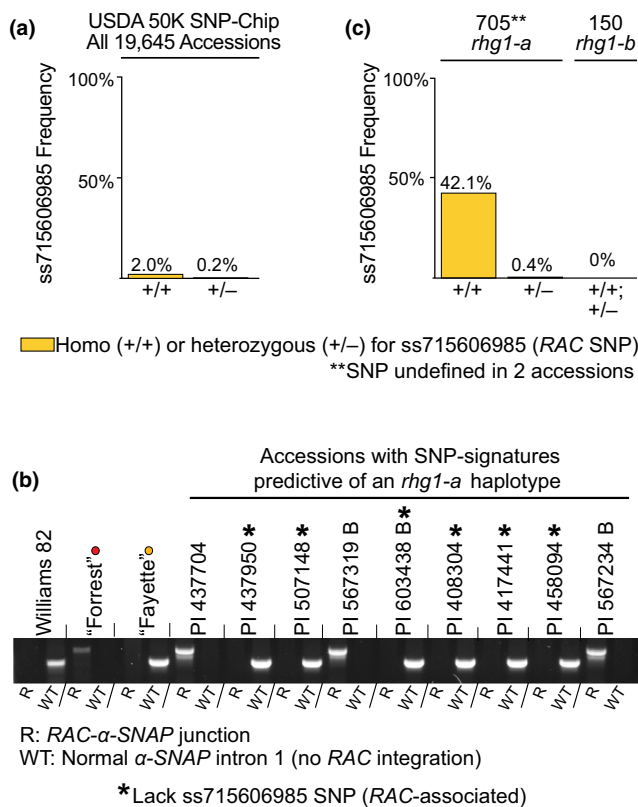 (a)
USDA 50K SNP-Chip
All 19,645 Accessions
ss715606985 Frequency
100%
50%
2.0%
0.2%
+/+
+/–
(c)
705**
rhg1-a
150
rhg1-b
ss715606985 Frequency
100%
50%
42.1%
0.4%
0%
+/+
+/–
+/+;
+/–
Homo (+/+) or heterozygous (+/–) for ss715606985 (RAC SNP)
**SNP undefined in 2 accessions
(b)
Accessions with SNP-signatures
predictive of an rhg1-a haplotype
Williams 82
"Forrest"
"Fayette"
PI 437704
PI 437950 *
PI 507148 *
PI 567319 B
PI 603438 B *
PI 408304 *
PI 417441 *
PI 458094 *
PI 567234 B
R / WT / R / WT / R / WT / R / WT / R / WT / R / WT / R / WT / R / WT / R / WT / R / WT / R / WT / R / WT
R: RAC-α-SNAP junction
WT: Normal α-SNAP intron 1 (no RAC integration)
*Lack ss715606985 SNP (RAC-associated)